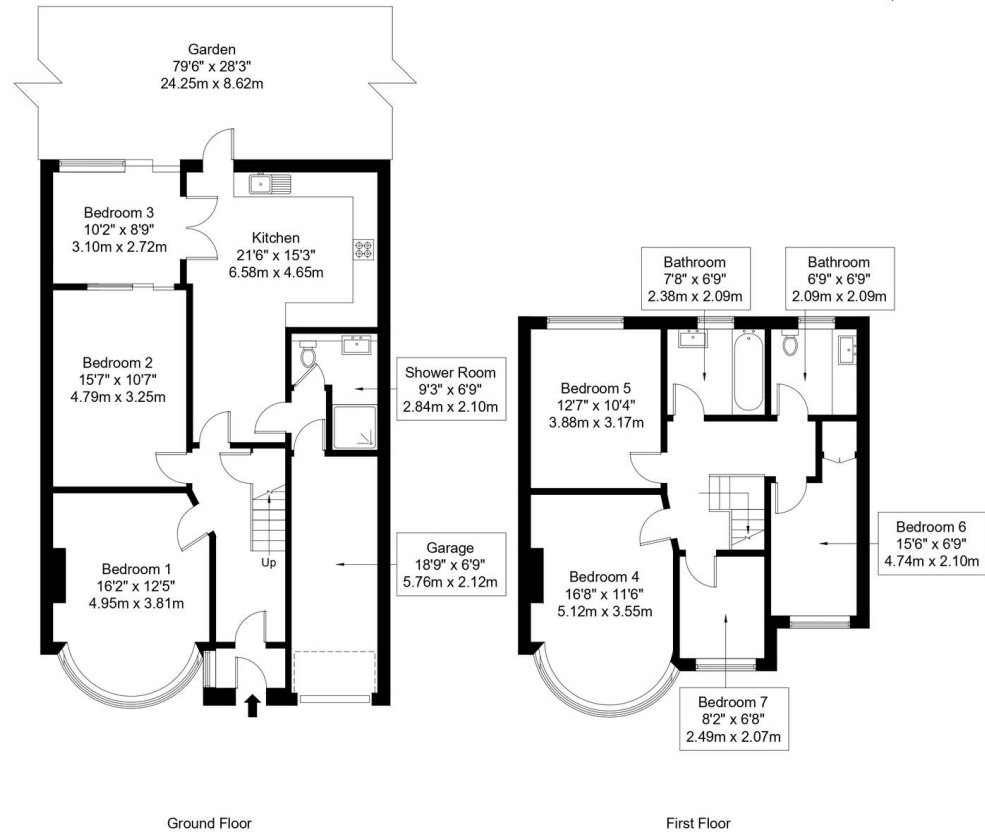 Garden
79'6" x 28'3"
24.25m x 8.62m
Bedroom 3
10'2" x 8'9"
3.10m x 2.72m
Kitchen
21'6" x 15'3"
6.58m x 4.65m
Bedroom 2
15'7" x 10'7"
4.79m x 3.25m
Shower Room
9'3" x 6'9"
2.84m x 2.10m
Up
Bedroom 1
16'2" x 12'5"
4.95m x 3.81m
Garage
18'9" x 6'9"
5.76m x 2.12m
Ground Floor
Bathroom
7'8" x 6'9"
2.38m x 2.09m
Bathroom
6'9" x 6'9"
2.09m x 2.09m
Bedroom 5
12'7" x 10'4"
3.88m x 3.17m
Bedroom 6
15'6" x 6'9"
4.74m x 2.10m
Bedroom 4
16'8" x 11'6"
5.12m x 3.55m
Bedroom 7
8'2" x 6'8"
2.49m x 2.07m
First Floor